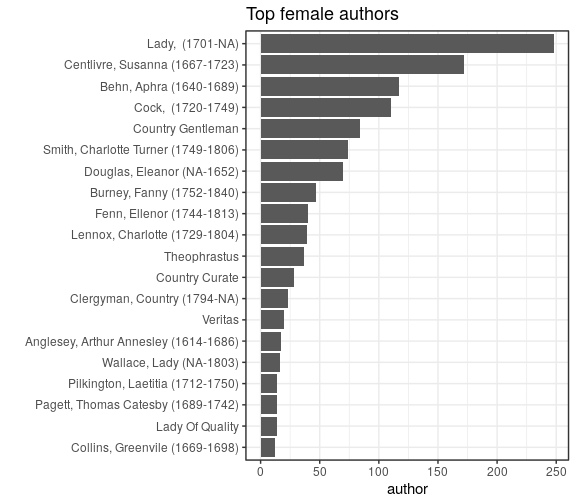 Top female authors
Lady,  (1701-NA)
Centlivre, Susanna (1667-1723)
Behn, Aphra (1640-1689)
Cock,  (1720-1749)
Country Gentleman
Smith, Charlotte Turner (1749-1806)
Douglas, Eleanor (NA-1652)
Burney, Fanny (1752-1840)
Fenn, Ellenor (1744-1813)
Lennox, Charlotte (1729-1804)
Theophrastus
Country Curate
Clergyman, Country (1794-NA)
Veritas
Anglesey, Arthur Annesley (1614-1686)
Wallace, Lady (NA-1803)
Pilkington, Laetitia (1712-1750)
Pagett, Thomas Catesby (1689-1742)
Lady Of Quality
Collins, Greenvile (1669-1698)
0 50 100 150 200 250
author